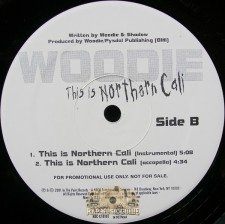 Written by Woodie & Shadow
Produced by Woodie/Pyrated Publishing [BMI]
WOODIE
This is Northern Cali
Side B
1. This is Northern Cali (instrumental) 5:08
2. This is Northern Cali (accapella) 4:34
FOR PROMOTIONAL USE ONLY. NOT FOR SALE.